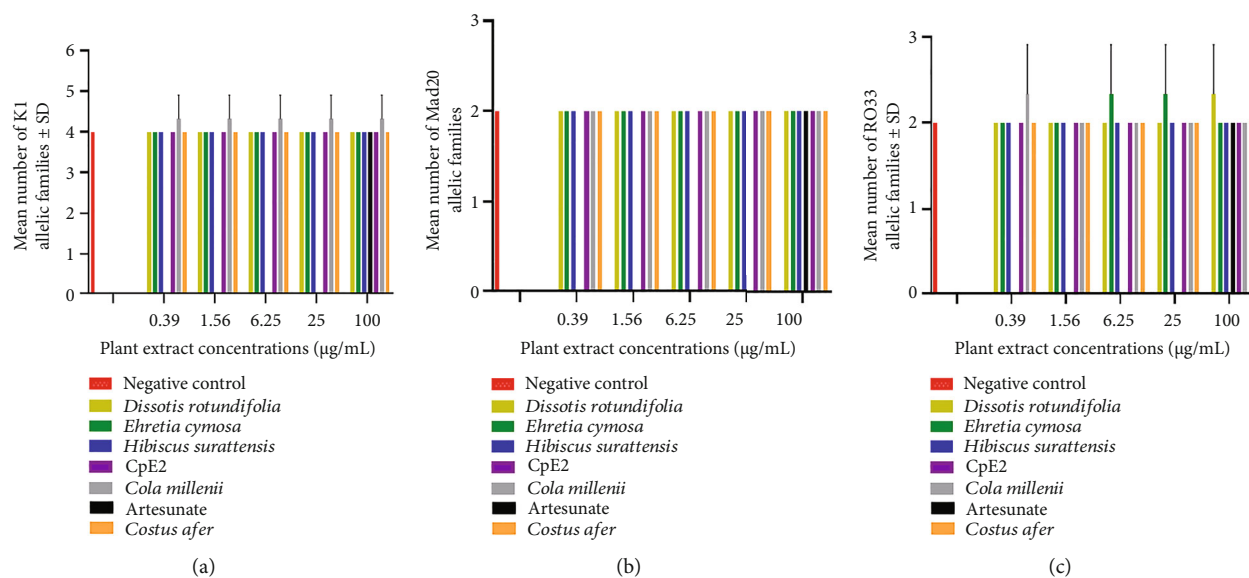 6
5
4
3
2
1
0
Mean number of K1
allelic families ± SD
0.39 1.56 6.25 25 100
Plant extract concentrations (μg/mL)
Negative control
Dissotis rotundifolia
Ehretia cymosa
Hibiscus surattensis
CpE2
Cola millenii
Artesunate
Costus afer
(a)
3
2
1
0
Mean number of Mad20
allelic families
0.39 1.56 6.25 25 100
Plant extract concentrations (μg/mL)
Negative control
Dissotis rotundifolia
Ehretia cymosa
Hibiscus surattensis
CpE2
Cola millenii
Artesunate
Costus afer
(b)
3
2
1
0
Mean number of RO33
allelic families ± SD
0.39 1.56 6.25 25 100
Plant extract concentrations (μg/mL)
Negative control
Dissotis rotundifolia
Ehretia cymosa
Hibiscus surattensis
CpE2
Cola millenii
Artesunate
Costus afer
(c)